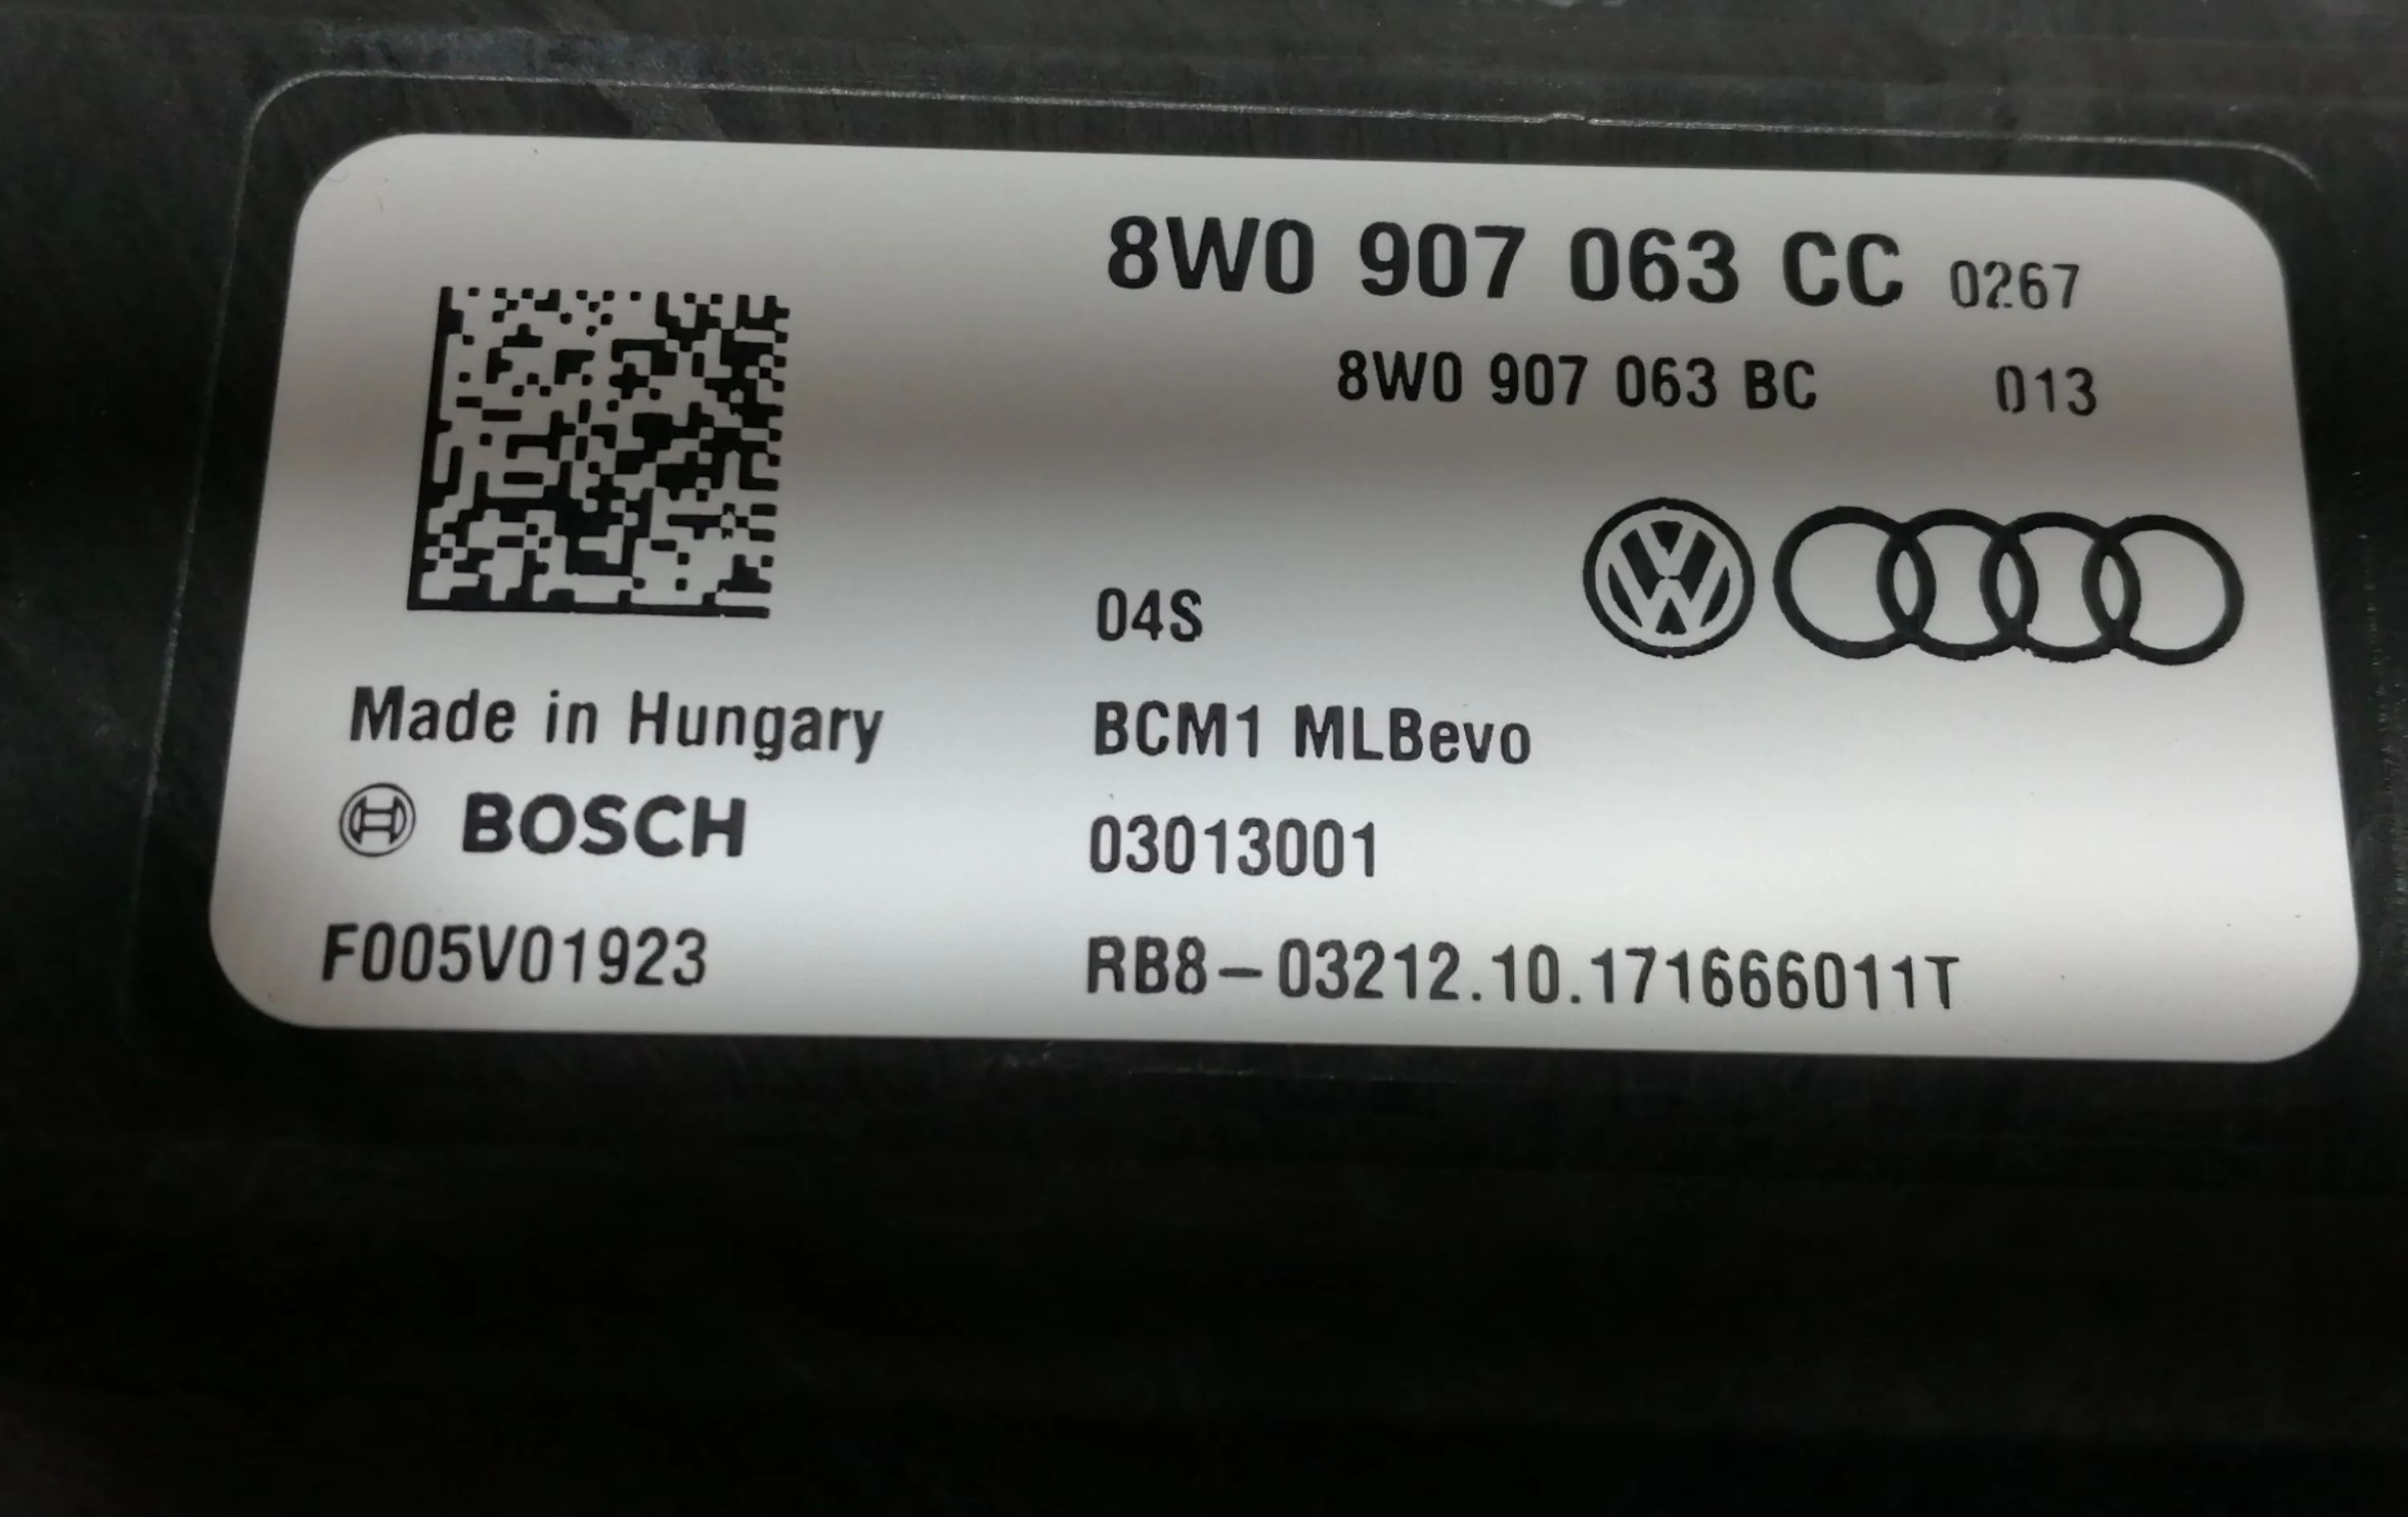 8W0 907 063 CC 0267
8W0 907 063 BC 013
04S
Made in Hungary
BCM1 MLBevo
BOSCH
03013001
F005V01923
RB8-03212.10.171666011T